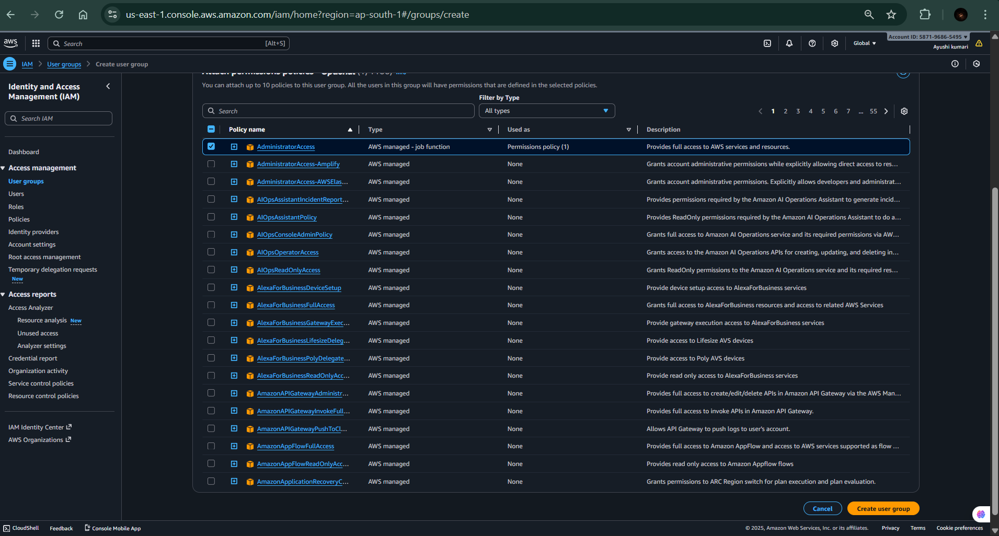 us-east-1.console.aws.amazon.com/iam/home?region=ap-south-1#/groups/create
aws
Search
[Alt+S]
Global
Account ID: 5871-9686-5495
Ayushi kumari
IAM > User groups > Create user group
Identity and Access Management (IAM)
Search IAM
Dashboard
Access management
User groups
Users
Roles
Policies
Identity providers
Account settings
Root access management
Temporary delegation requests
New
Access reports
Access Analyzer
Resource analysis New
Unused access
Analyzer settings
Credential report
Organization activity
Service control policies
Resource control policies
IAM Identity Center
AWS Organizations
Attach permissions policies - Optional
You can attach up to 10 policies to this user group. All the users in this group will have permissions that are defined in the selected policies.
Filter by Type
Search
All types
1 2 3 4 5 6 7 ... 55
Policy name Type Used as Description
AdministratorAccess AWS managed - job function Permissions policy (1) Provides full access to AWS services and resources.
AdministratorAccess-Amplify AWS managed None Grants account administrative permissions while explicitly allowing direct access to res...
AdministratorAccess-AWSElas... AWS managed None Grants account administrative permissions. Explicitly allows developers and administrat...
AIOpsAssistantIncidentReport... AWS managed None Provides permissions required by the Amazon AI Operations Assistant to generate incid...
AIOpsAssistantPolicy AWS managed None Provides ReadOnly permissions required by the Amazon AI Operations Assistant to do a...
AIOpsConsoleAdminPolicy AWS managed None Grants full access to Amazon AI Operations service and its required permissions via AW...
AIOpsOperatorAccess AWS managed None Grants access to the Amazon AI Operations APIs for creating, updating, and deleting in...
AIOpsReadOnlyAccess AWS managed None Grants ReadOnly permissions to the Amazon AI Operations service and its required res...
AlexaForBusinessDeviceSetup AWS managed None Provide device setup access to AlexaForBusiness services
AlexaForBusinessFullAccess AWS managed None Grants full access to AlexaForBusiness resources and access to related AWS Services
AlexaForBusinessGatewayExec... AWS managed None Provide gateway execution access to AlexaForBusiness services
AlexaForBusinessLifesizeDeleg... AWS managed None Provide access to Lifesize AVS devices
AlexaForBusinessPolyDelegate... AWS managed None Provide access to Poly AVS devices
AlexaForBusinessReadOnlyAcc... AWS managed None Provide read only access to AlexaForBusiness services
AmazonAPIGatewayAdministr... AWS managed None Provides full access to create/edit/delete APIs in Amazon API Gateway via the AWS Man...
AmazonAPIGatewayInvokeFull... AWS managed None Provides full access to invoke APIs in Amazon API Gateway.
AmazonAPIGatewayPushToCl... AWS managed None Allows API Gateway to push logs to user's account.
AmazonAppFlowFullAccess AWS managed None Provides full access to Amazon AppFlow and access to AWS services supported as flow ...
AmazonAppFlowReadOnlyAcc... AWS managed None Provides read only access to Amazon Appflow flows
AmazonApplicationRecoveryC... AWS managed None Grants permissions to ARC Region switch for plan execution and plan evaluation.
Cancel
Create user group
CloudShell Feedback Console Mobile App
© 2025, Amazon Web Services, Inc. or its affiliates. Privacy Terms Cookie preferences